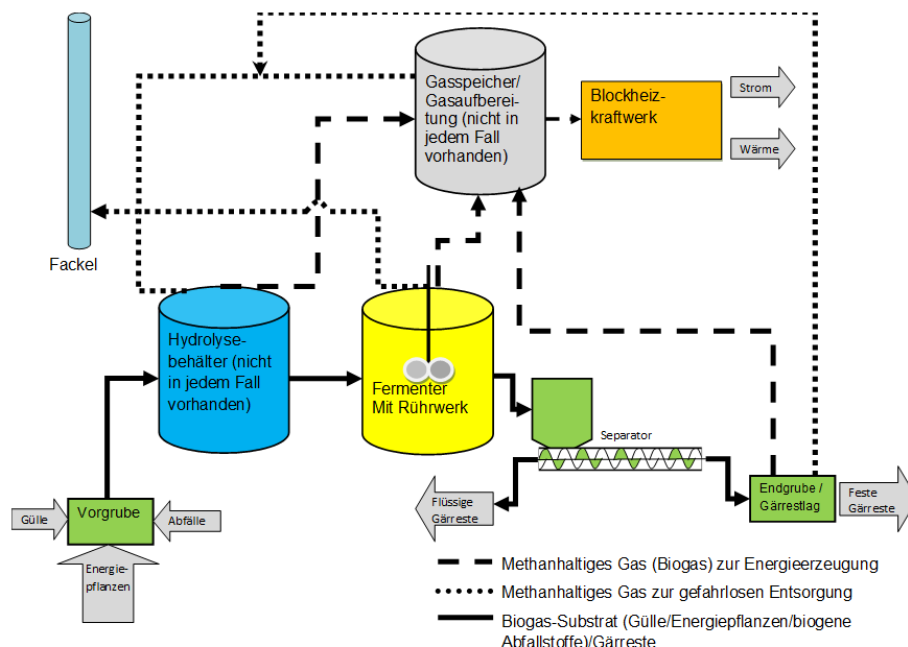 Gasspeicher/
Gasaufberei-
tung (nicht in
jedem Fall
vorhanden)
Blockheiz-
kraftwerk
Strom
Wärme
Fackel
Hydrolyse-
behälter (nicht
in jedem Fall
vorhanden)
Fermenter
Mit Rührwerk
Separator
Vorgrube
Gülle
Abfälle
Energie-
pflanzen
Flüssige
Gärreste
Endgrube /
Gärrestlag
Feste
Gärreste
Methanhaltiges Gas (Biogas) zur Energieerzeugung
Methanhaltiges Gas zur gefahrlosen Entsorgung
Biogas-Substrat (Gülle/Energiepflanzen/biogene
Abfallstoffe)/Gärreste